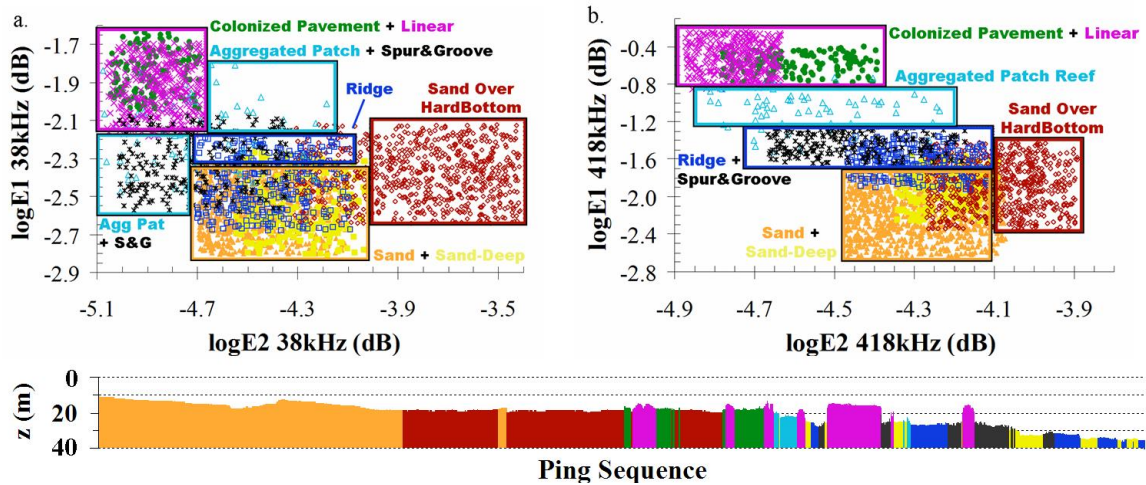 a.
Colonized Pavement + Linear
Aggregated Patch + Spur&Groove
Ridge
Sand Over
HardBottom
Agg Pat
+ S&G
Sand + Sand-Deep
logE1 38kHz (dB)
-1.7
-1.9
-2.1
-2.3
-2.5
-2.7
-2.9
-5.1
-4.7
-4.3
-3.9
-3.5
logE2 38kHz (dB)
b.
Colonized Pavement + Linear
Aggregated Patch Reef
Sand Over
HardBottom
Ridge +
Spur&Groove
Sand +
Sand-Deep
logE1 418kHz (dB)
-0.4
-0.8
-1.2
-1.6
-2.0
-2.4
-2.8
-4.9
-4.7
-4.5
-4.3
-4.1
-3.9
logE2 418kHz (dB)
z (m)
0
20
40
Ping Sequence